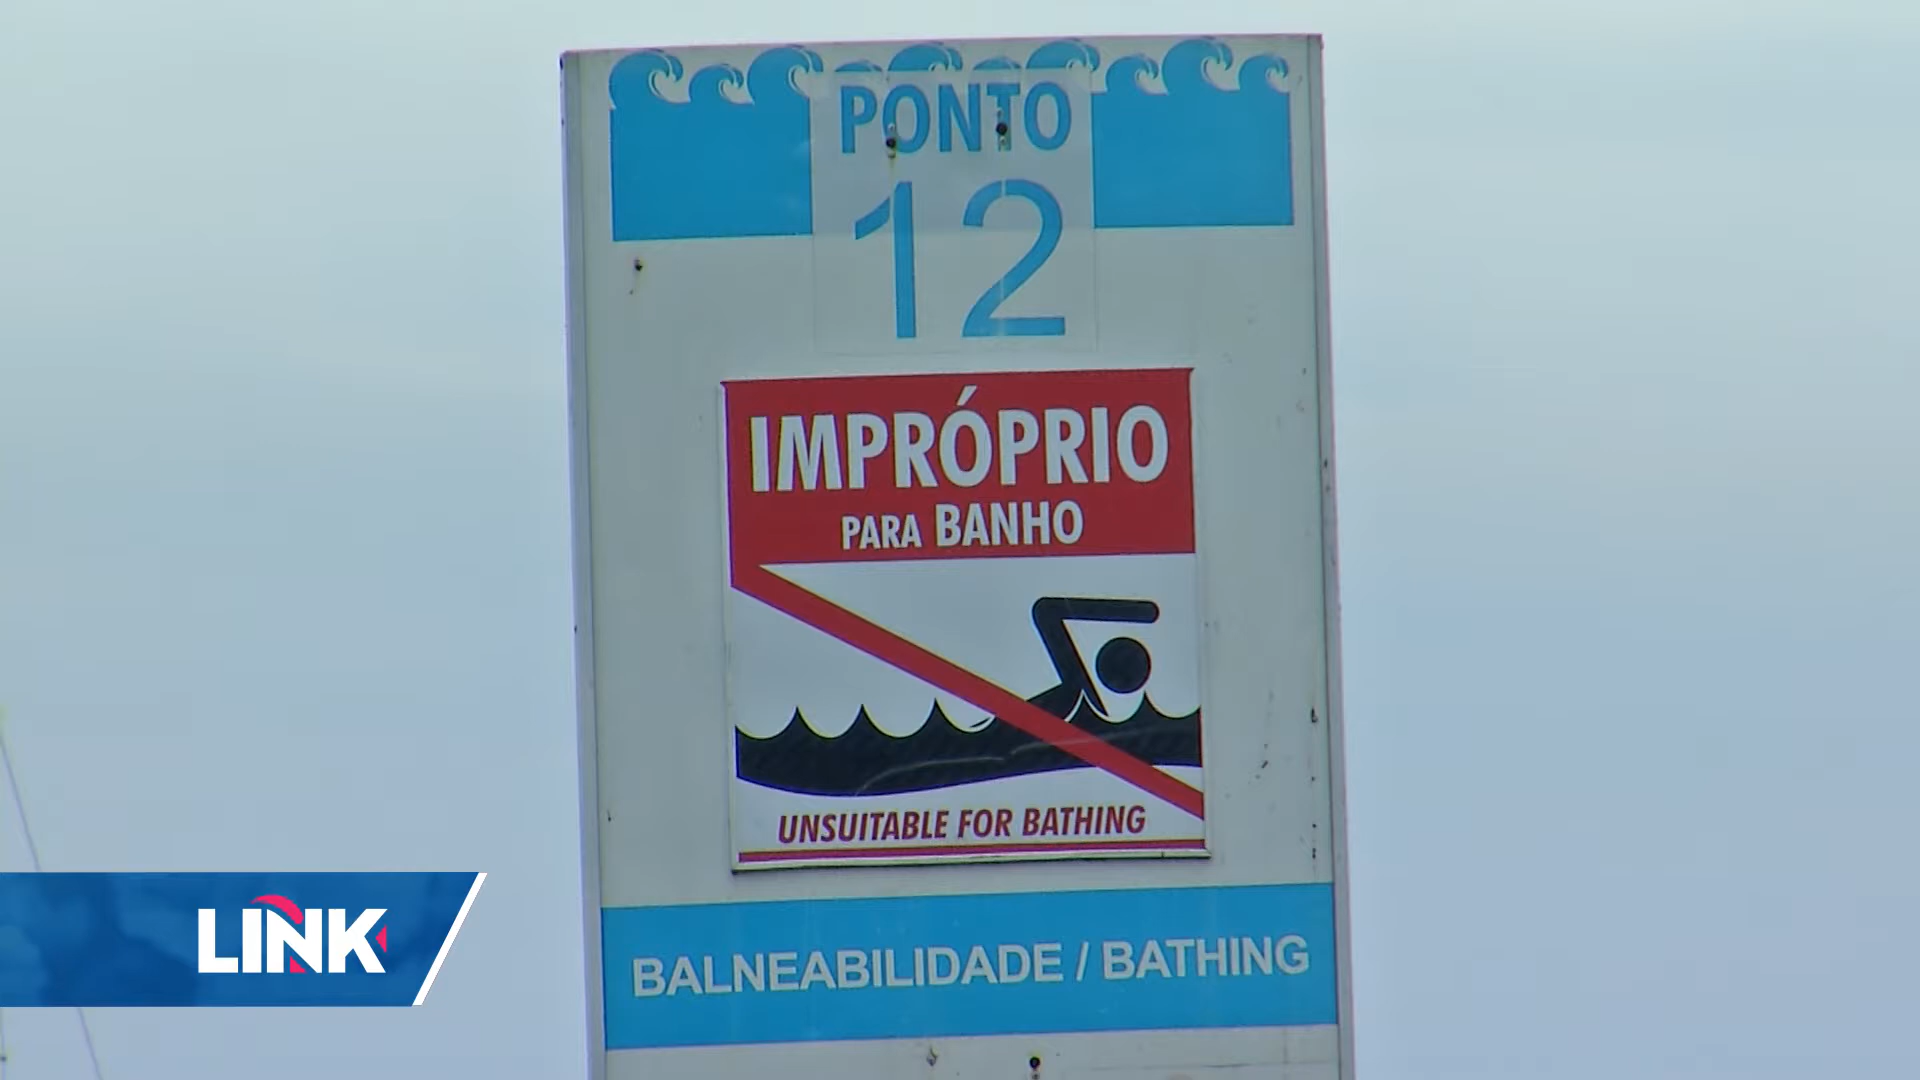 PONTO
12
IMPRÓPRIO
PARA BANHO
UNSUITABLE FOR BATHING
BALNEABILIDADE / BATHING
LINK